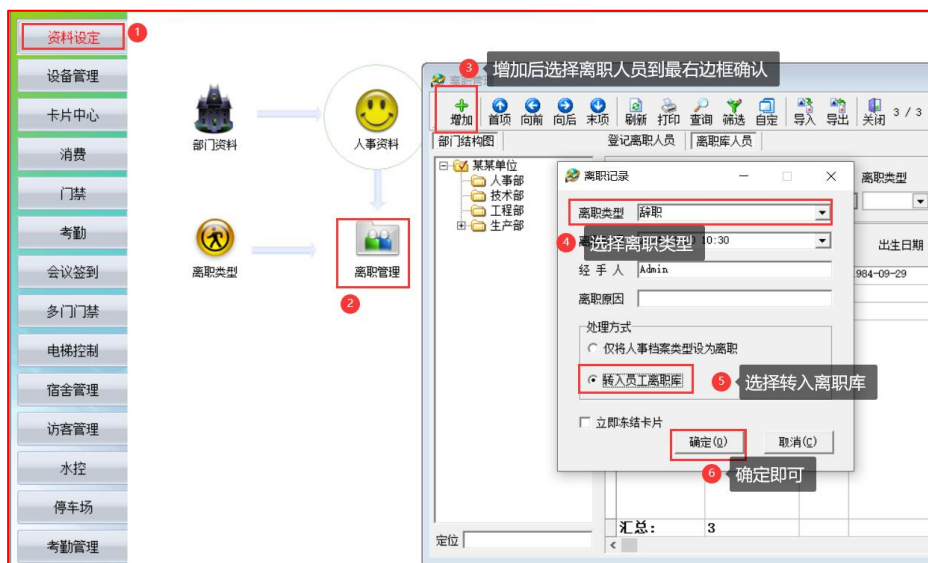 资料设定
1
设备管理
卡片中心
消费
门禁
考勤
会议签到
多门门禁
电梯控制
宿舍管理
访客管理
水控
停车场
考勤管理
部门资料
人事资料
离职类型
离职管理
2
3 增加后选择离职人员到最右边框确认
增加 首项 向前 向后 末项 刷新 打印 查询 筛选 自定 导入 导出 关闭 3 / 3
部门结构图
登记离职人员 离职库人员
某某单位
人事部
技术部
工程部
生产部
离职类型
出生日期
984-09-29
离职记录
离职类型 辞职
4 选择离职类型
10:30
经 手 人 Admin
离职原因
处理方式
仅将人事档案类型设为离职
转入员工离职库
5 选择转入离职库
立即冻结卡片
确定(O) 取消(C)
6 确定即可
汇总: 3
定位